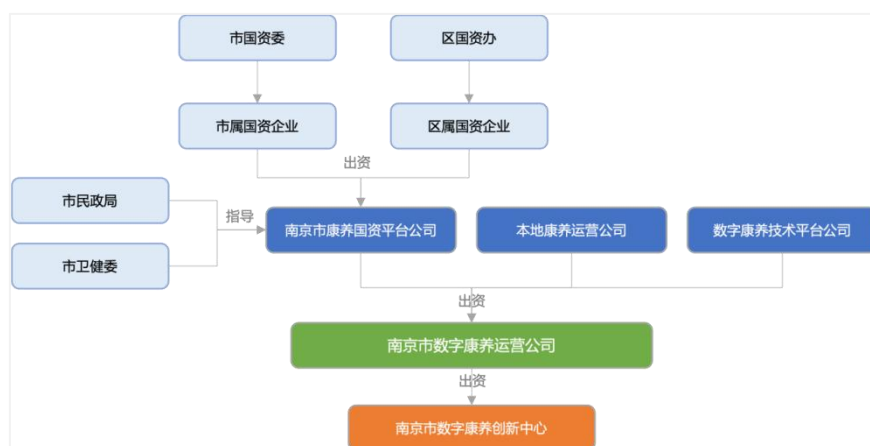 市国资委
区国资办
市属国资企业
区属国资企业
出资
市民政局
指导
南京市康养国资平台公司
本地康养运营公司
数字康养技术平台公司
市卫健委
出资
南京市数字康养运营公司
出资
南京市数字康养创新中心